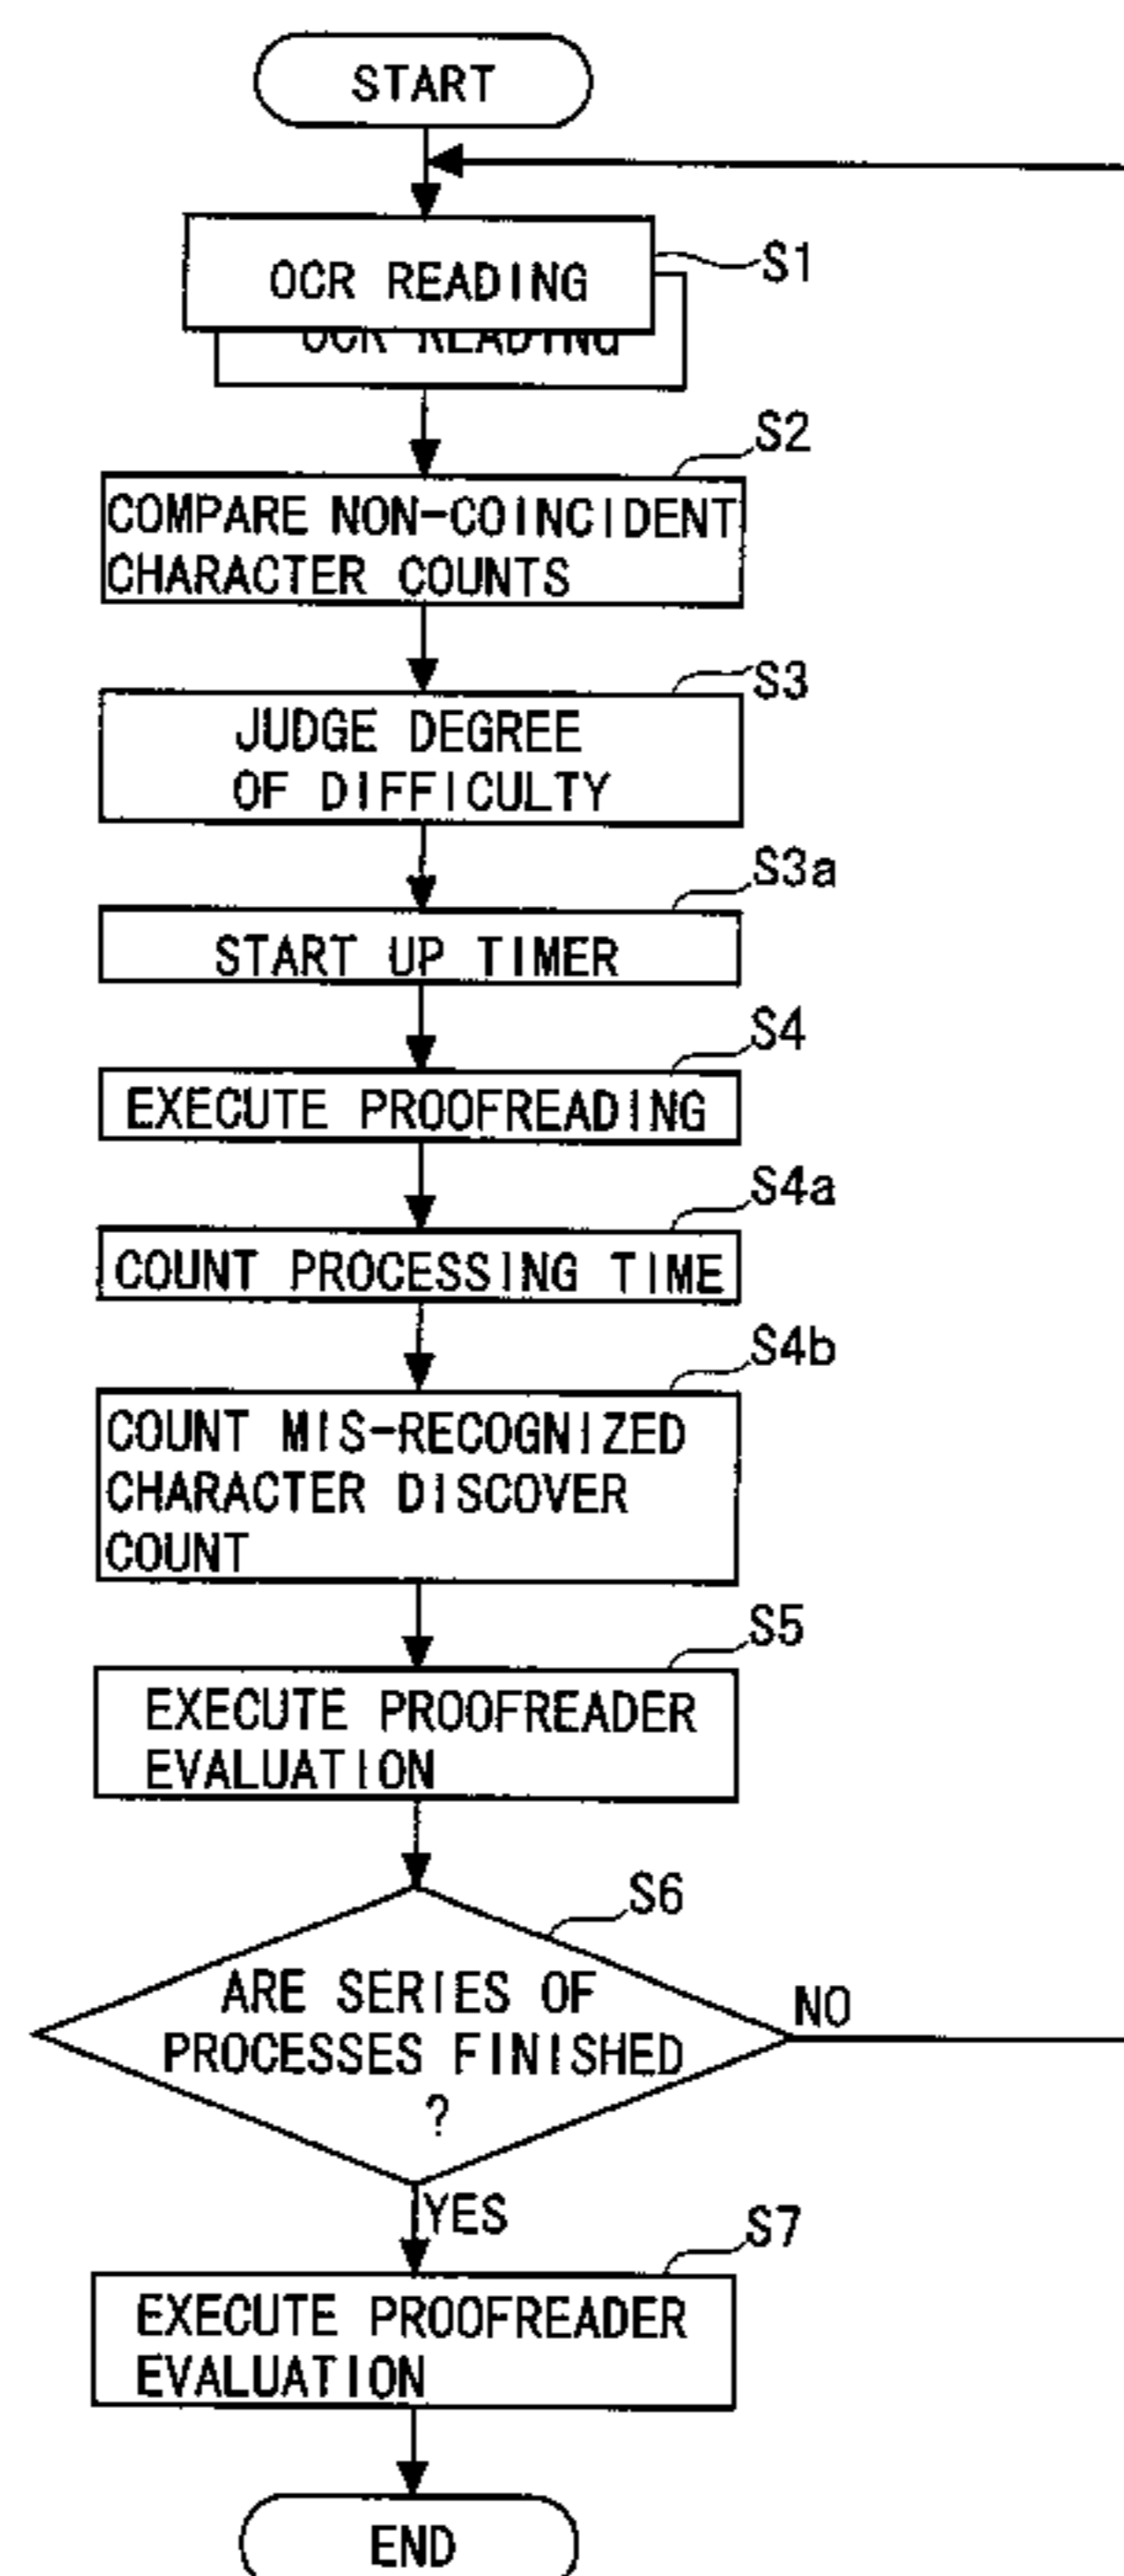 START
OCR READING
S1
OCR READING
S2
COMPARE NON-COINCIDENT
CHARACTER COUNTS
S3
JUDGE DEGREE
OF DIFFICULTY
S3a
START UP TIMER
S4
EXECUTE PROOFREADING
S4a
COUNT PROCESSING TIME
S4b
COUNT MIS-RECOGNIZED
CHARACTER DISCOVER
COUNT
S5
EXECUTE PROOFREADER
EVALUATION
S6
ARE SERIES OF
PROCESSES FINISHED
?
NO
YES
S7
EXECUTE PROOFREADER
EVALUATION
END